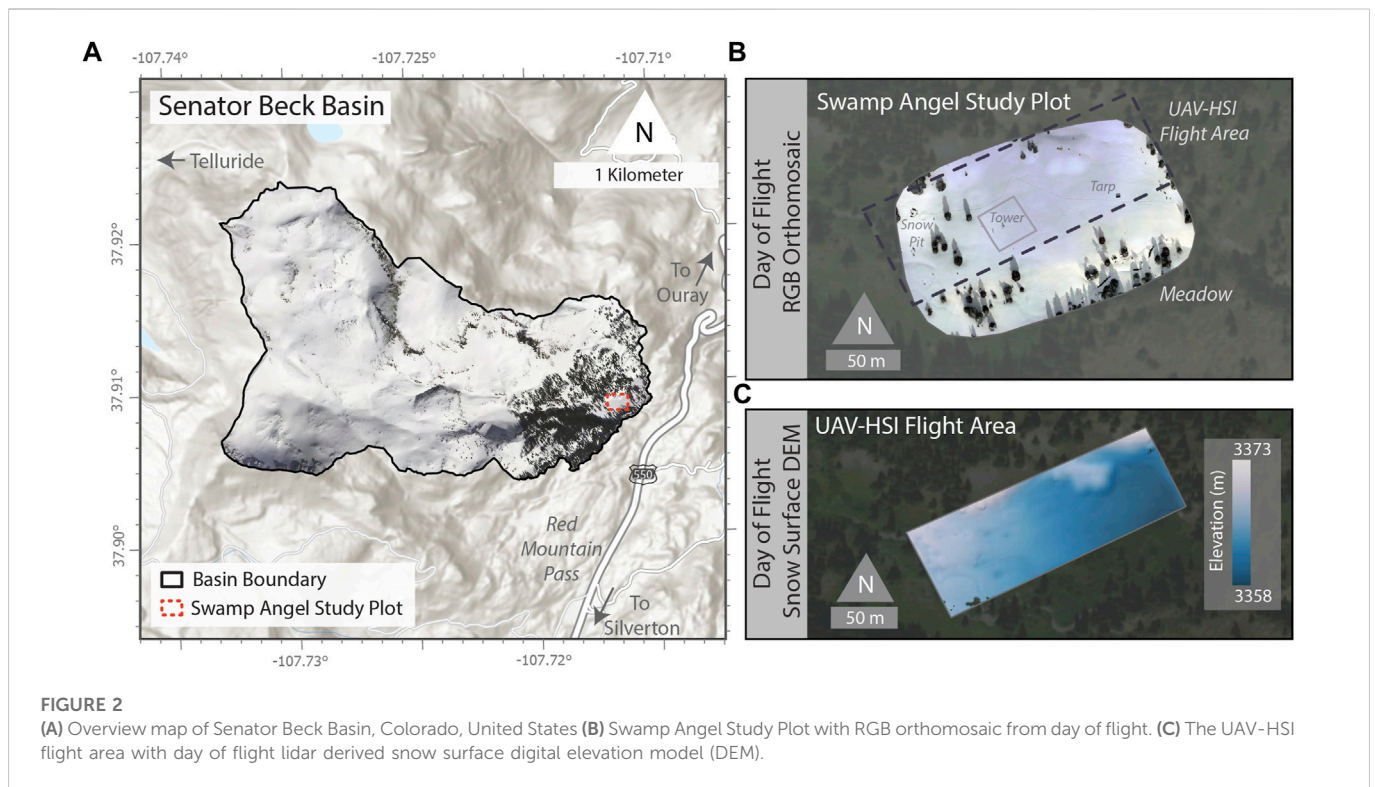 A
-107.74°
-107.725°
-107.71°
Senator Beck Basin
N
1 Kilometer
Telluride
37.92°
37.91°
37.90°
To
Ouray
550
Red
Mountain
Pass
To
Silverton
Basin Boundary
Swamp Angel Study Plot
-107.73°
-107.72°
B
Day of Flight
RGB Orthomosaic
Swamp Angel Study Plot
UAV-HSI
Flight Area
Tarp
Tower
Snow
Pit
Meadow
N
50 m
C
Day of Flight
Snow Surface DEM
UAV-HSI Flight Area
3373
Elevation (m)
3358
N
50 m
FIGURE 2
(A) Overview map of Senator Beck Basin, Colorado, United States (B) Swamp Angel Study Plot with RGB orthomosaic from day of flight. (C) The UAV-HSI
flight area with day of flight lidar derived snow surface digital elevation model (DEM).